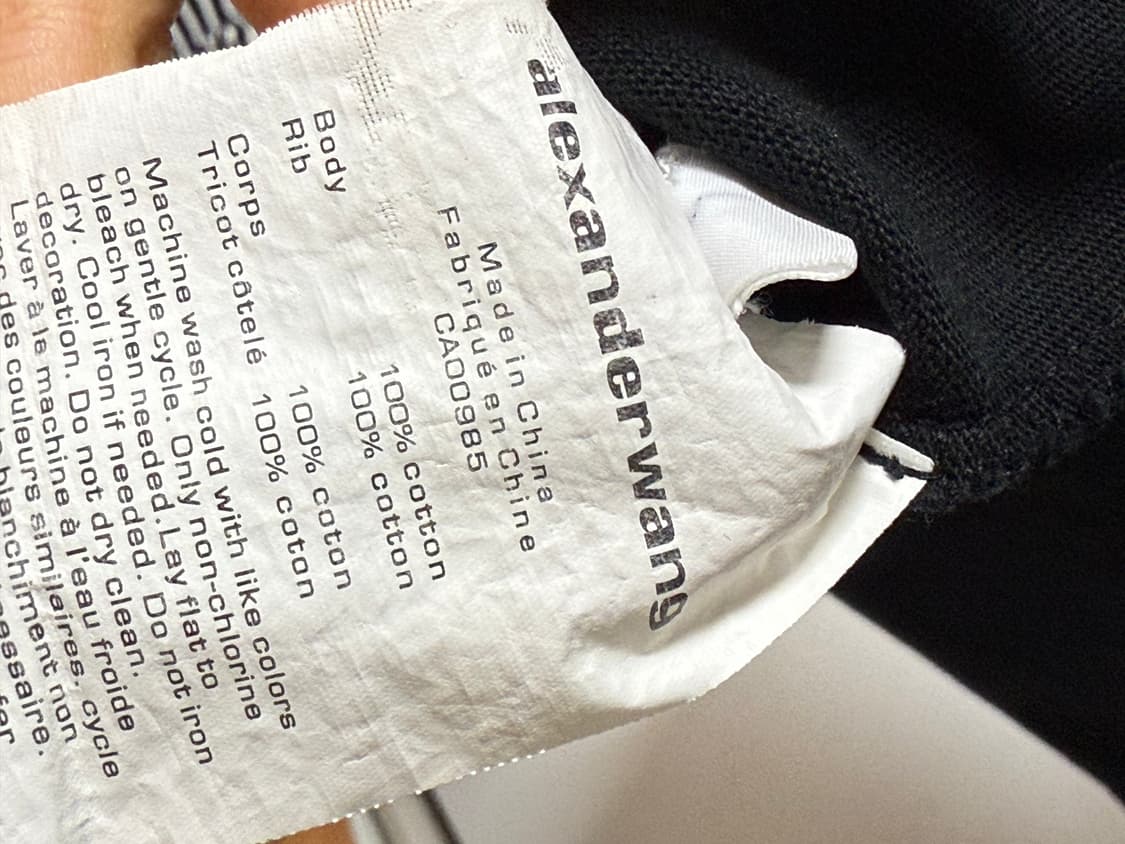 alexanderwang
Made in China
Fabriqué en Chine
CA00985
Body 100% cotton
Rib 100% cotton
Corps 100% coton
Tricot côtelé 100% coton
Machine wash cold with like colors
on gentle cycle. Only non-chlorine
bleach when needed. Lay flat to
dry. Cool iron if needed. Do not iron
decoration. Do not dry clean.
Laver à la machine à l'eau froide
des couleurs similaires. cycle
blanchiment non
fer